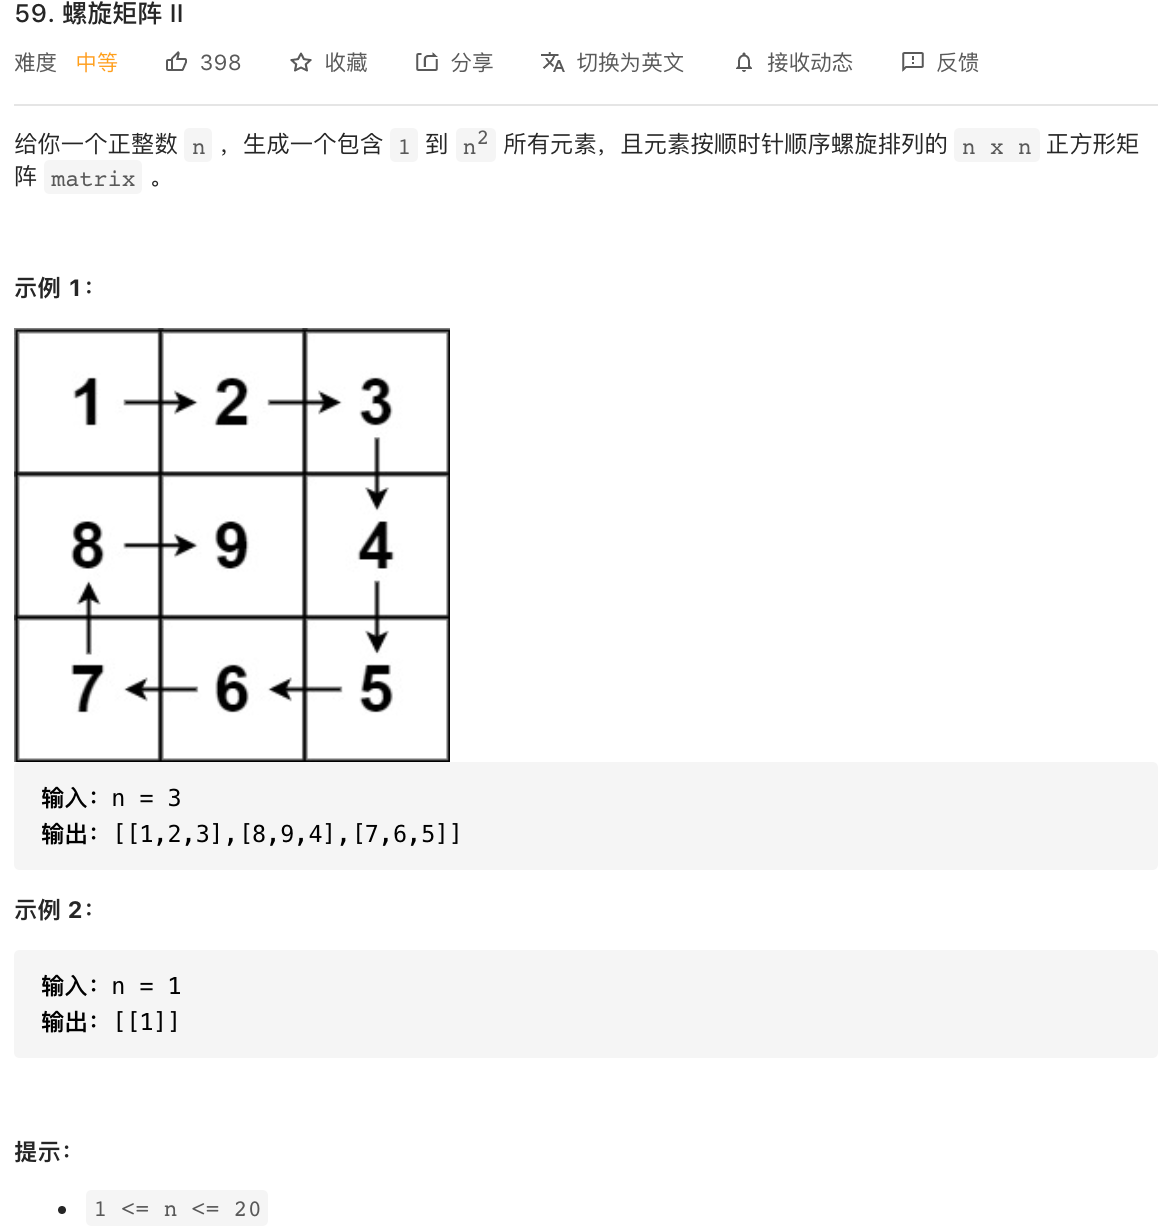 59. 螺旋矩阵 II
难度 中等 398 收藏 分享 切换为英文 接收动态 反馈
给你一个正整数 n ，生成一个包含 1 到 n² 所有元素，且元素按顺时针顺序螺旋排列的 n x n 正方形矩
阵 matrix 。
示例 1：
1 2 3
8 9 4
7 6 5
输入：n = 3
输出：[[1,2,3],[8,9,4],[7,6,5]]
示例 2：
输入：n = 1
输出：[[1]]
提示：
• 1 <= n <= 20